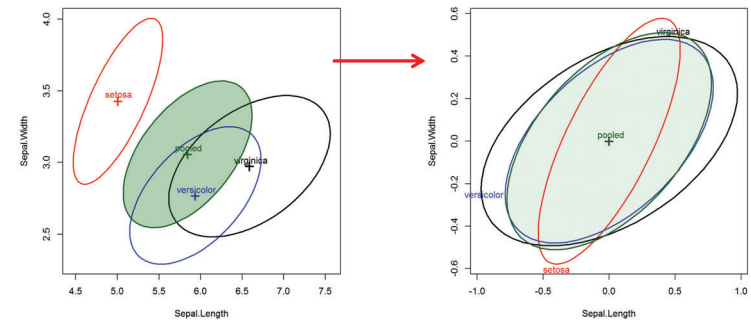 4.0
3.5
3.0
2.5
Sepal.Width
setosa
pooled
virginica
versicolor
4.5 5.0 5.5 6.0 6.5 7.0 7.5
Sepal.Length
0.6
0.4
0.2
0.0
-0.2
-0.4
-0.6
Sepal.Width
virginica
pooled
versicolor
setosa
-1.0 -0.5 0.0 0.5 1.0
Sepal.Length